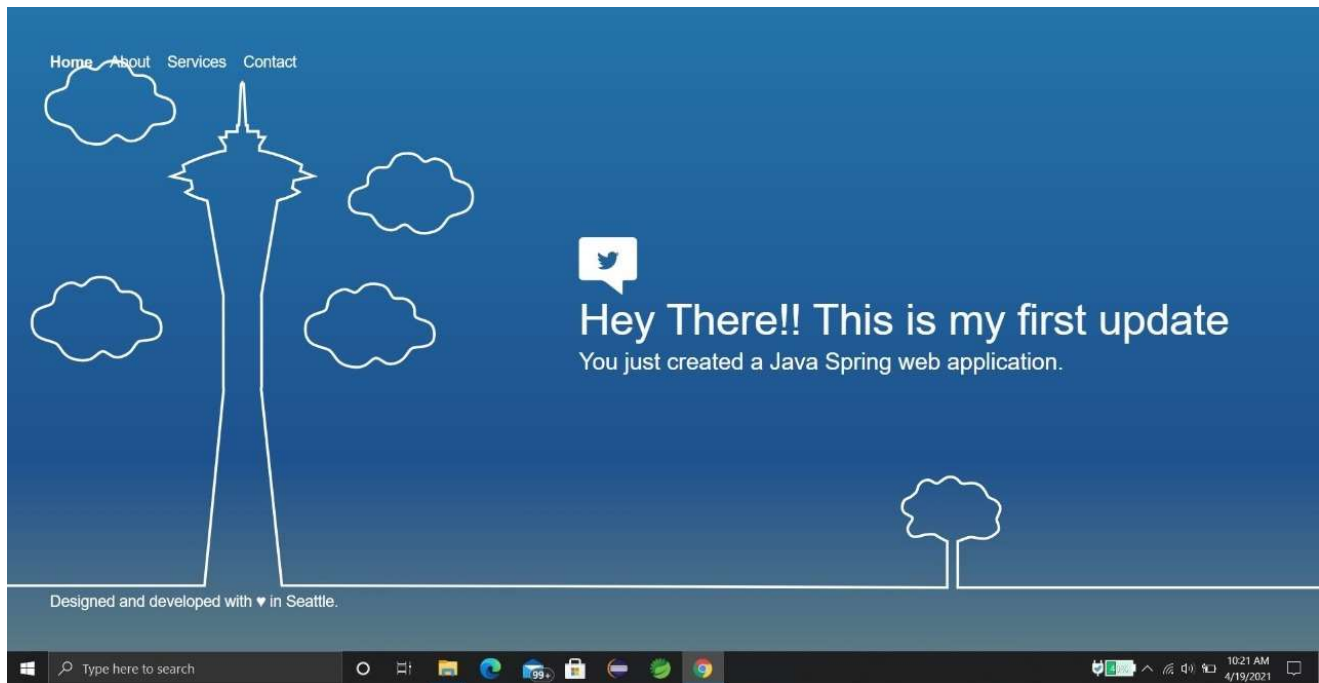 Home About Services Contact
Hey There!! This is my first update
You just created a Java Spring web application.
Designed and developed with ♥ in Seattle.
Type here to search
99+
10:21 AM
4/19/2021